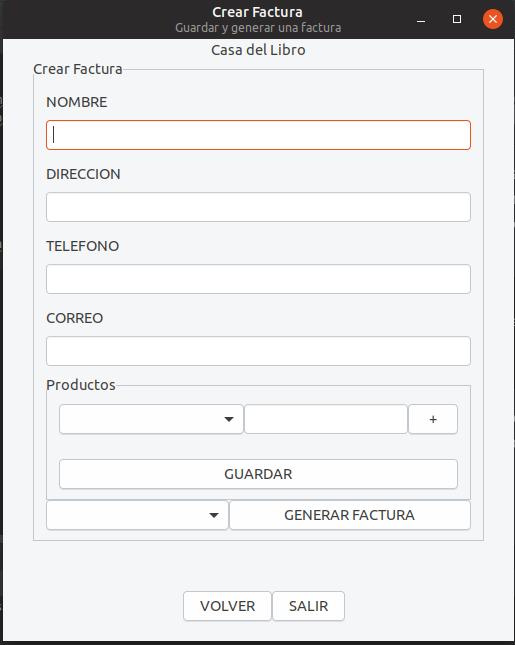 Crear Factura
Guardar y generar una factura
Casa del Libro
Crear Factura
NOMBRE
DIRECCION
TELEFONO
CORREO
Productos
+
GUARDAR
GENERAR FACTURA
VOLVER SALIR